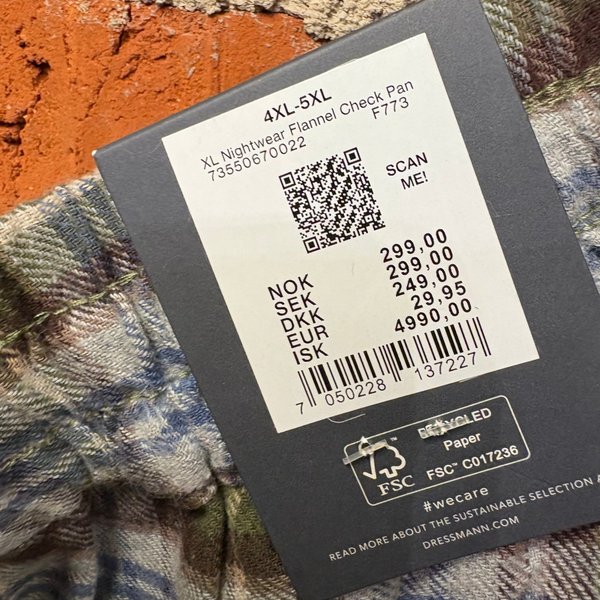 4XL-5XL
XL Nightwear Flannel Check Pan
73550670022 F773
SCAN
ME!
NOK 299,00
SEK 299,00
DKK 249,00
EUR 29,95
ISK 4990,00
7 050228 137227
FSC
RECYCLED
Paper
FSC™ C017236
#wecare
READ MORE ABOUT THE SUSTAINABLE SELECTION
DRESSMANN.COM